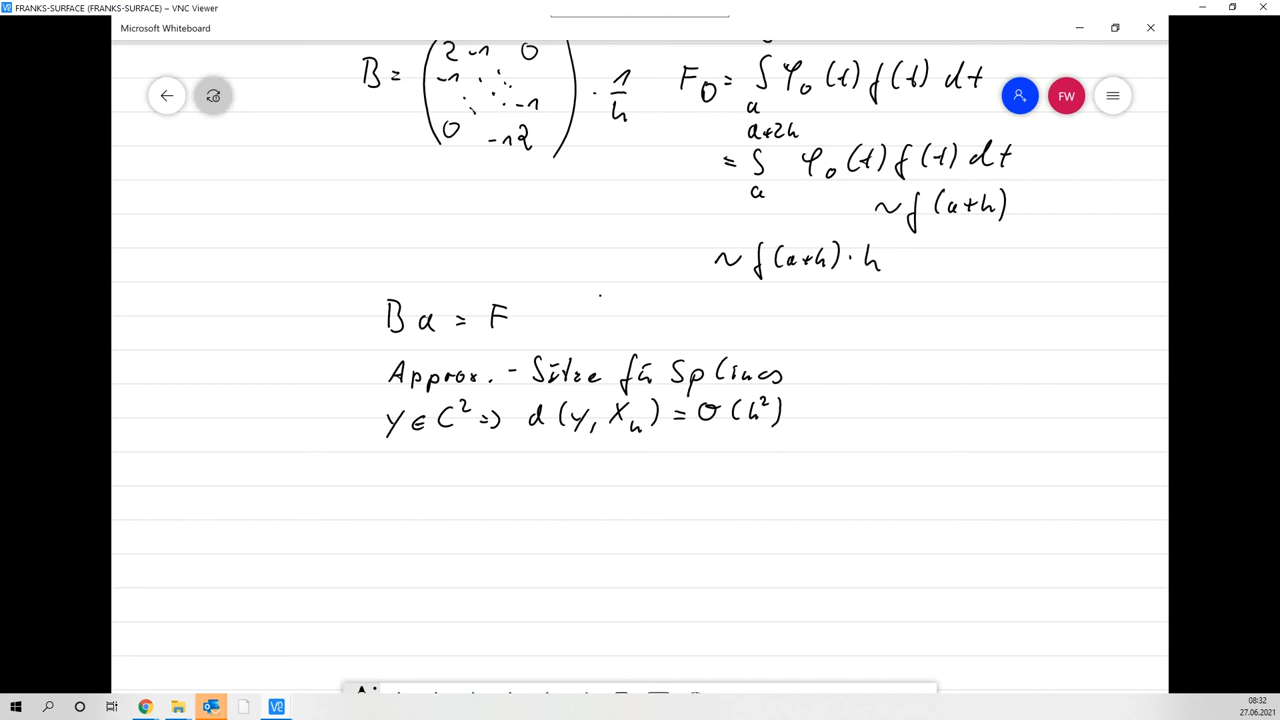 FRANKS-SURFACE (FRANKS-SURFACE) – VNC Viewer
Microsoft Whiteboard
FW
B = ( 2 -1 0
-1 ⋱ ⋱
⋱ ⋱ -1
0 -1 2 ) · 1/h
F₀ = ∫ₐ φ₀(t) f(t) dt
= ∫ₐ^{a+2h} φ₀(t) f(t) dt
~ f(a+h)
~ f(a+h) · h
B a = F
Approx. - Sätze für Splines
y ∈ C² ⇒ d(y, X_h) = O(h²)
08:32
27.06.2021